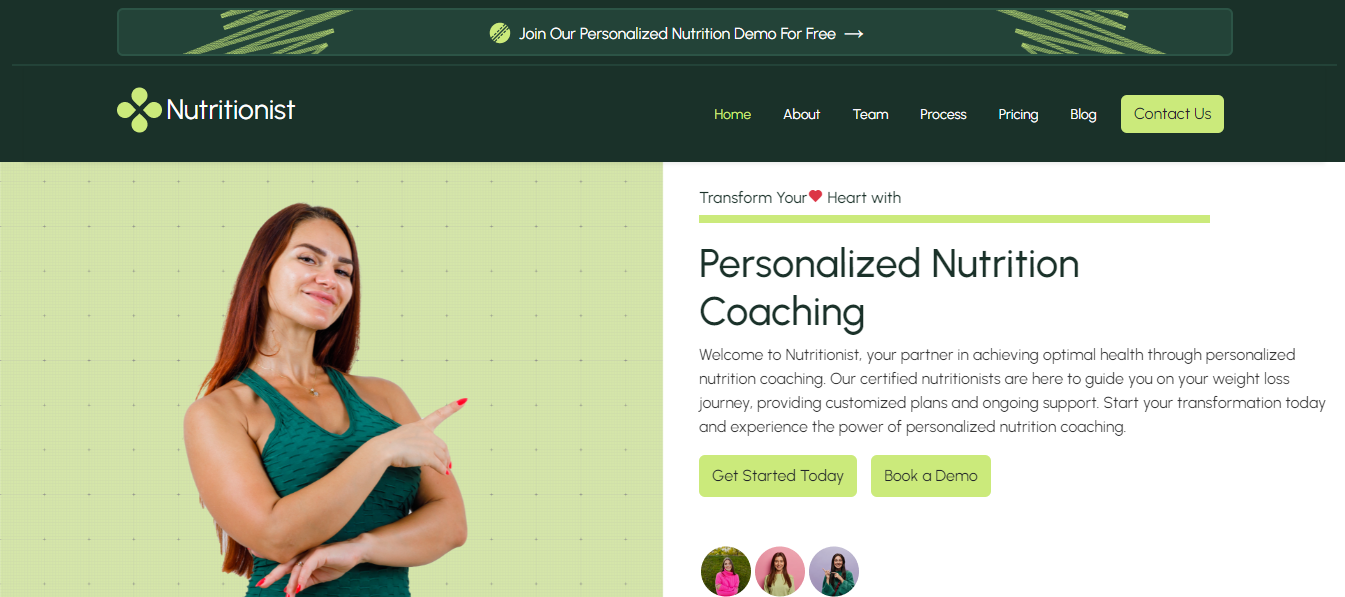 Join Our Personalized Nutrition Demo For Free →
Nutritionist
Home About Team Process Pricing Blog Contact Us
Transform Your❤ Heart with
Personalized Nutrition
Coaching
Welcome to Nutritionist, your partner in achieving optimal health through personalized
nutrition coaching. Our certified nutritionists are here to guide you on your weight loss
journey, providing customized plans and ongoing support. Start your transformation today
and experience the power of personalized nutrition coaching.
Get Started Today Book a Demo